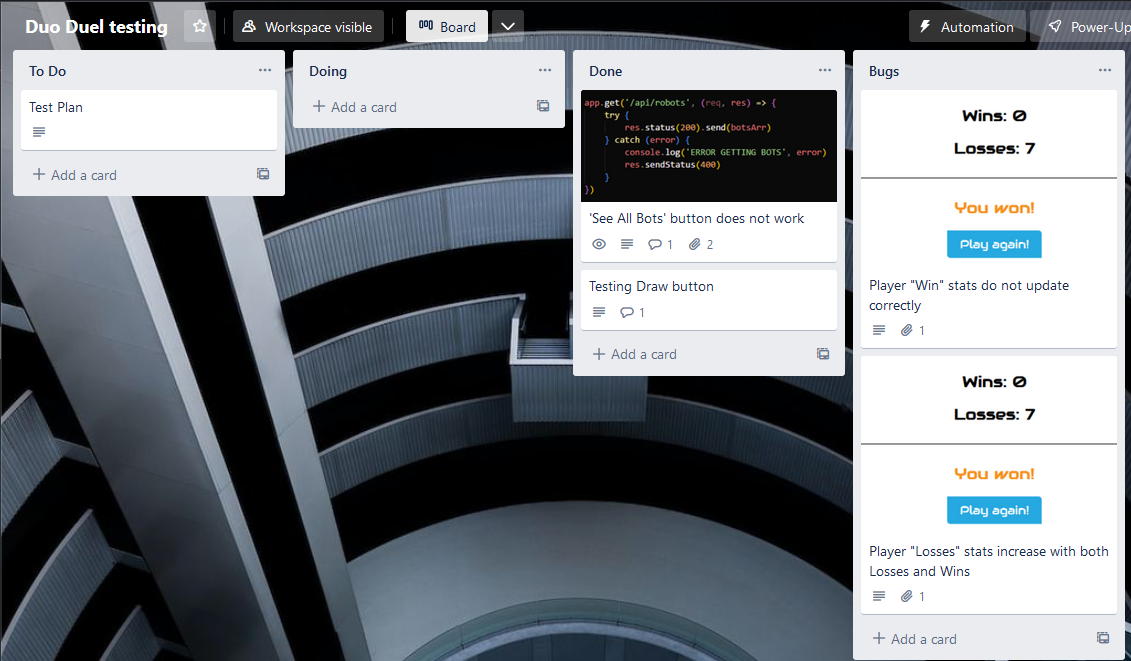 Duo Duel testing
Workspace visible
Board
Automation
Power-Up
To Do
Test Plan
+ Add a card
Doing
+ Add a card
Done
app.get('/api/robots', (req, res) => {
try {
res.status(200).send(botsArr)
} catch (error) {
console.log('ERROR GETTING BOTS', error)
res.sendStatus(400)
}
})
'See All Bots' button does not work
1
2
Testing Draw button
1
+ Add a card
Bugs
Wins: 0
Losses: 7
You won!
Play again!
Player "Win" stats do not update
correctly
1
Wins: 0
Losses: 7
You won!
Play again!
Player "Losses" stats increase with both
Losses and Wins
1
+ Add a card